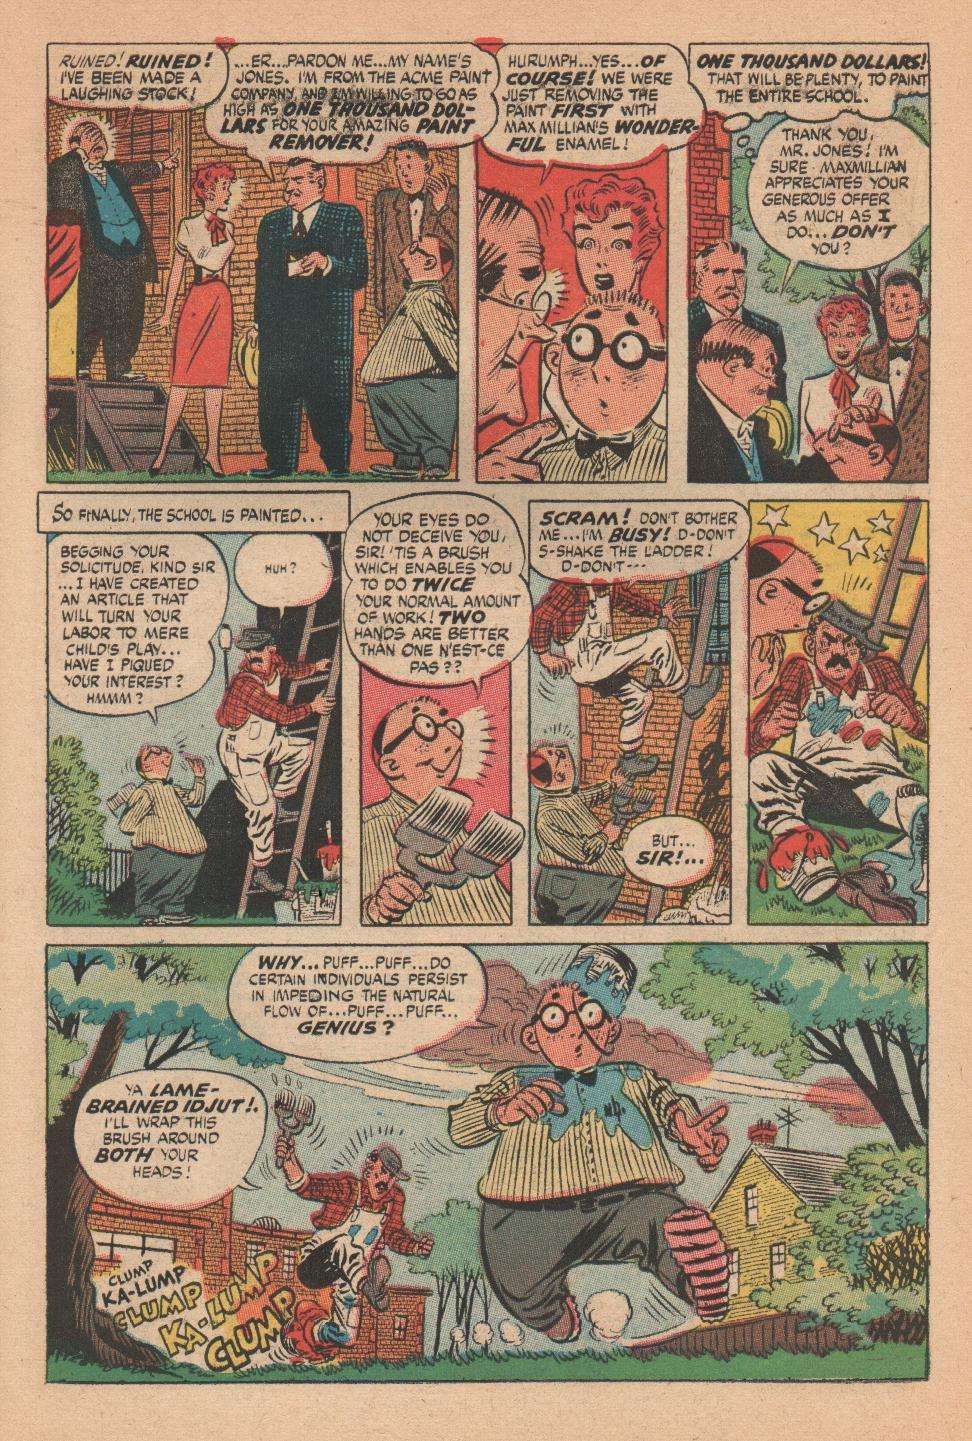 RUINED! RUINED!
I'VE BEEN MADE A
LAUGHING STOCK!
...ER...PARDON ME...MY NAME'S
JONES. I'M FROM THE ACME PAINT
COMPANY, AND I'M WILLING TO GO AS
HIGH AS ONE THOUSAND DOL-
LARS FOR YOUR AMAZING PAINT
REMOVER!
HURUMPH...YES...OF
COURSE! WE WERE
JUST REMOVING THE
PAINT FIRST WITH
MAX MILLIAN'S WONDER-
FUL ENAMEL!
ONE THOUSAND DOLLARS!
THAT WILL BE PLENTY, TO PAINT
THE ENTIRE SCHOOL.
THANK YOU,
MR. JONES! I'M
SURE MAXMILLIAN
APPRECIATES YOUR
GENEROUS OFFER
AS MUCH AS I
DO... DON'T
YOU?
SO FINALLY, THE SCHOOL IS PAINTED...
BEGGING YOUR
SOLICITUDE, KIND SIR
...I HAVE CREATED
AN ARTICLE THAT
WILL TURN YOUR
LABOR TO MERE
CHILD'S PLAY...
HAVE I PIQUED
YOUR INTEREST?
HMMM?
HUH?
YOUR EYES DO
NOT DECEIVE YOU,
SIR! 'TIS A BRUSH
WHICH ENABLES YOU
TO DO TWICE
YOUR NORMAL AMOUNT
OF WORK! TWO
HANDS ARE BETTER
THAN ONE N'EST-CE
PAS??
SCRAM! DON'T BOTHER
ME...I'M BUSY! D-DON'T
S-SHAKE THE LADDER!
D-DON'T---
BUT...
SIR!...
WHY...PUFF...PUFF...DO
CERTAIN INDIVIDUALS PERSIST
IN IMPEDING THE NATURAL
FLOW OF...PUFF...PUFF...
GENIUS?
YA LAME-
BRAINED IDJUT!.
I'LL WRAP THIS
BRUSH AROUND
BOTH YOUR
HEADS!
CLUMP
KA-LUMP
CLUMP
KA-LUMP
CLUMP